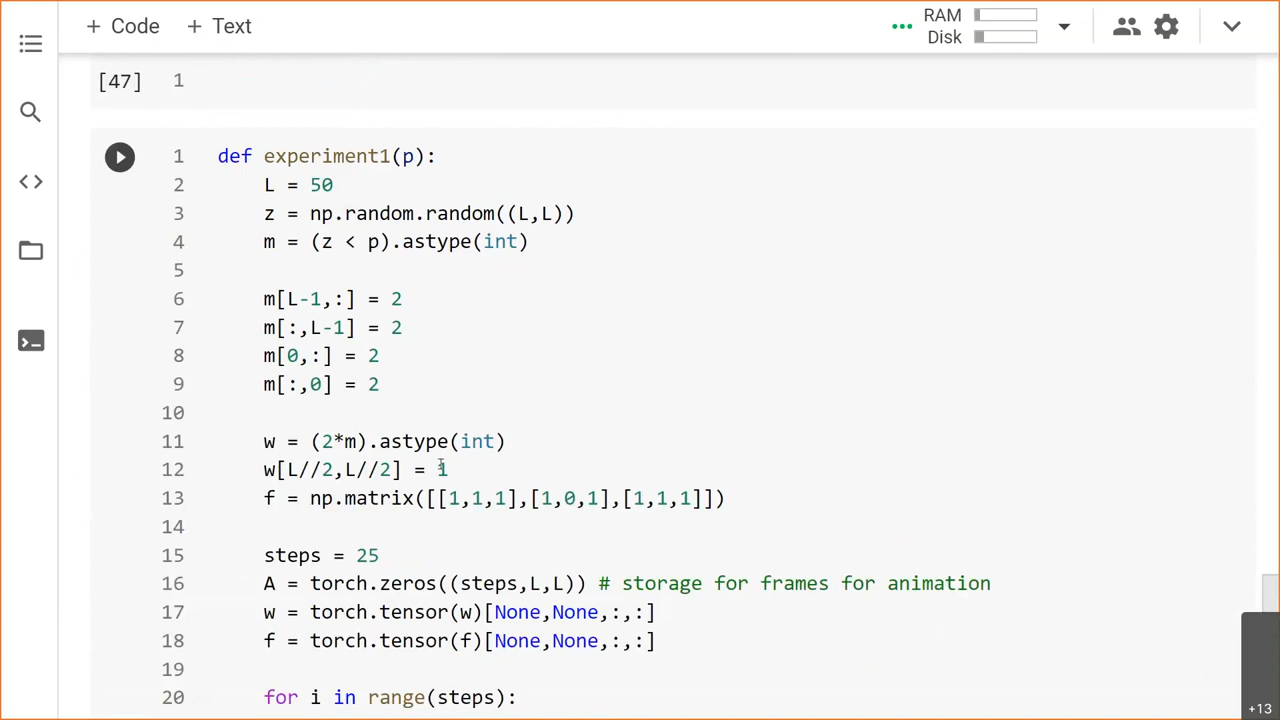 + Code + Text
RAM
Disk
[47] 1
1 def experiment1(p):
2 L = 50
3 z = np.random.random((L,L))
4 m = (z < p).astype(int)
5
6 m[L-1,:] = 2
7 m[:,L-1] = 2
8 m[0,:] = 2
9 m[:,0] = 2
10
11 w = (2*m).astype(int)
12 w[L//2,L//2] = 1
13 f = np.matrix([[1,1,1],[1,0,1],[1,1,1]])
14
15 steps = 25
16 A = torch.zeros((steps,L,L)) # storage for frames for animation
17 w = torch.tensor(w)[None,None,:,:]
18 f = torch.tensor(f)[None,None,:,:]
19
20 for i in range(steps):
+13